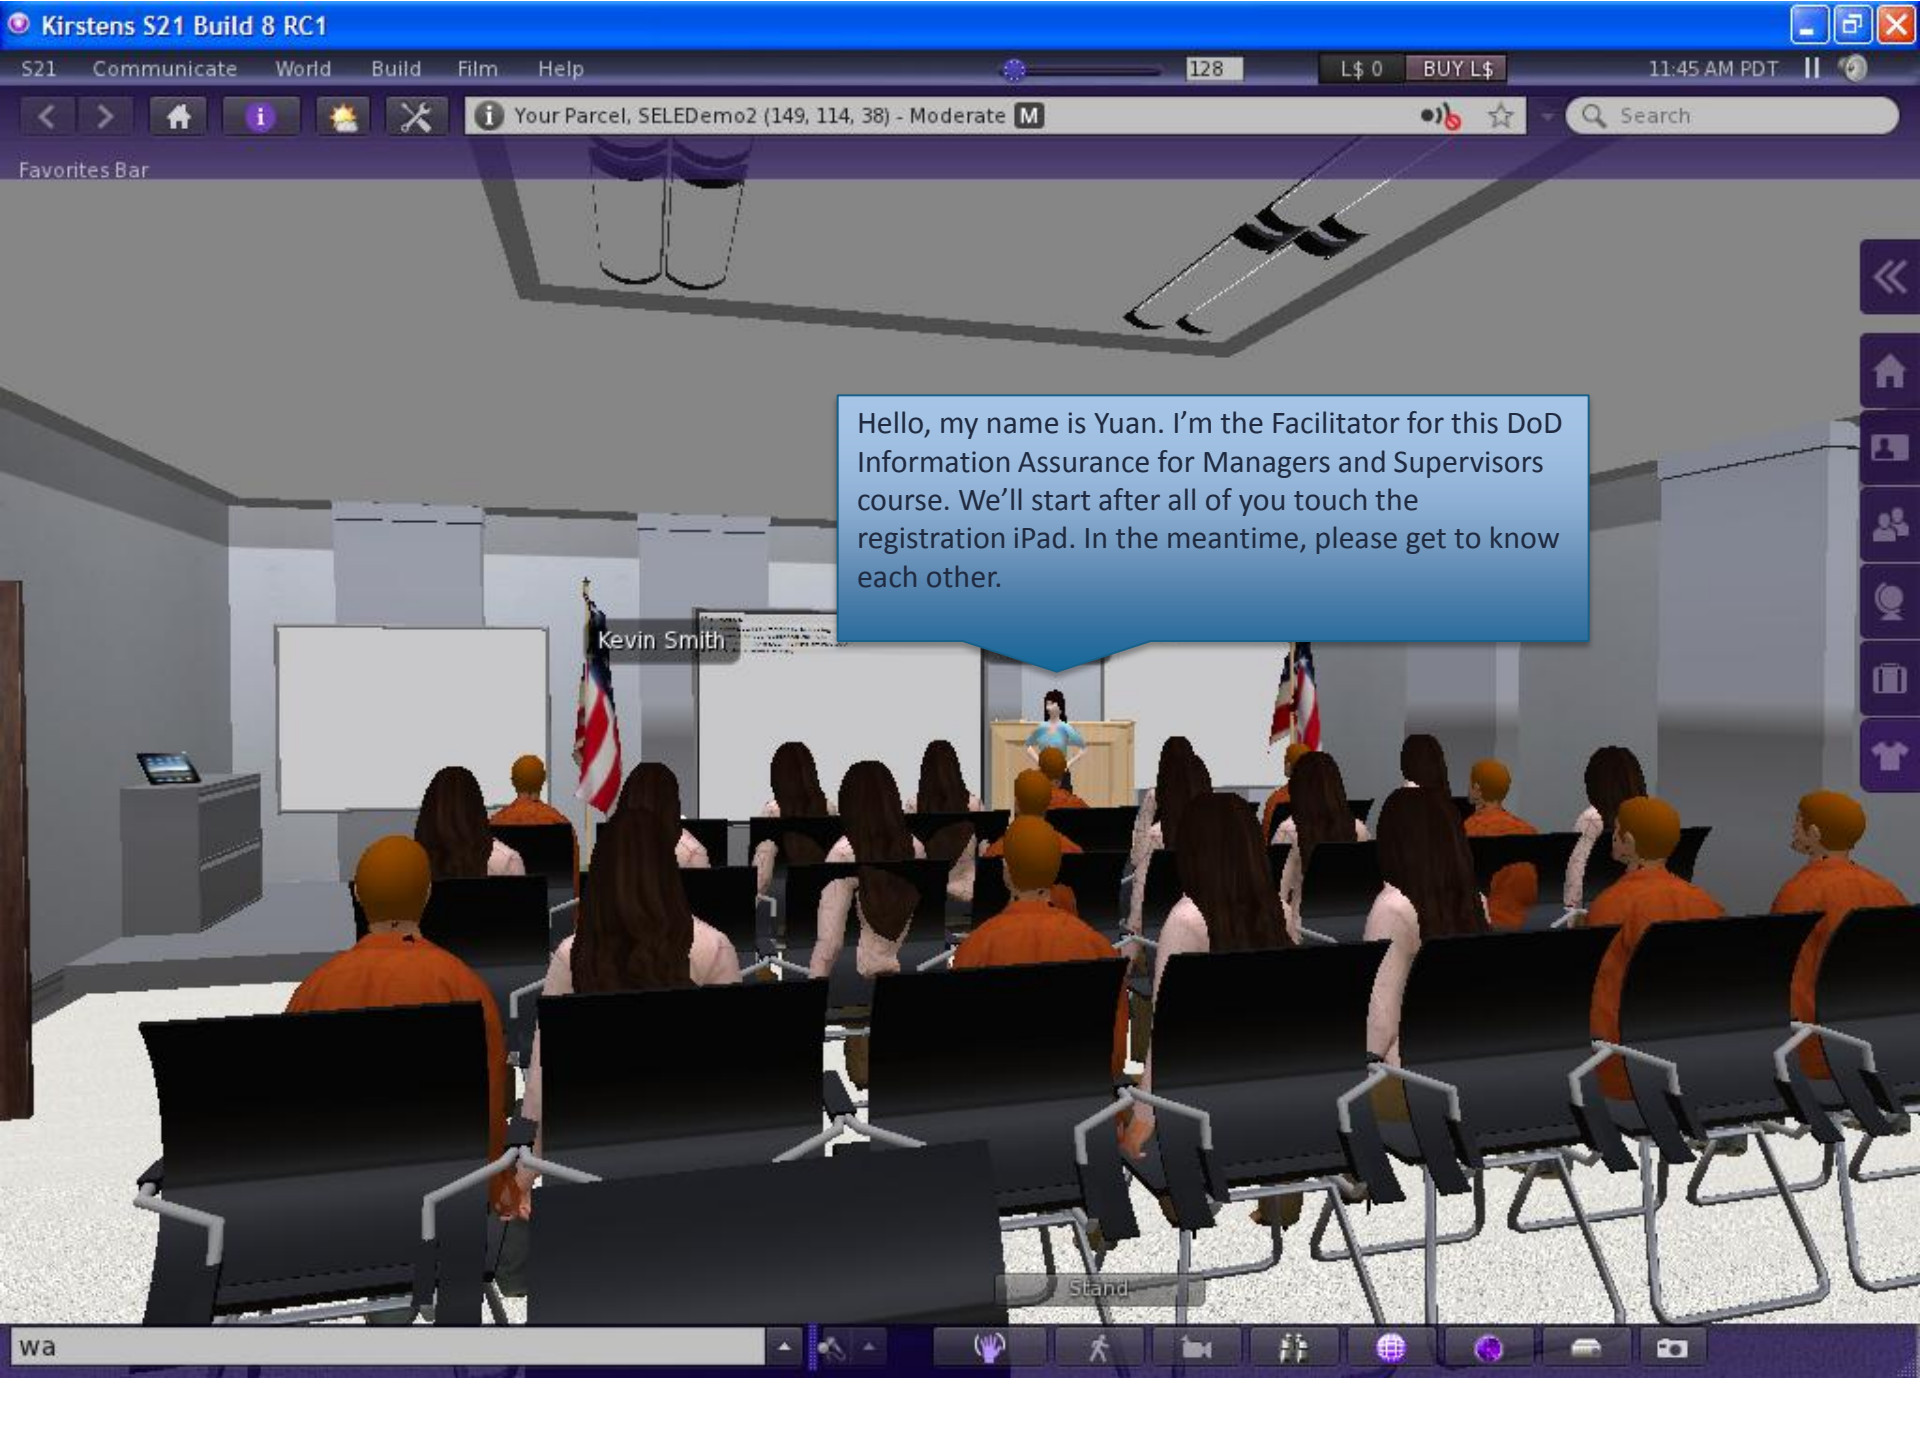 Kirstens S21 Build 8 RC1
S21 Communicate World Build Film Help 128 L$ 0 BUY L$ 11:45 AM PDT
Your Parcel, SELEDemo2 (149, 114, 38) - Moderate M
Search
Favorites Bar
Hello, my name is Yuan. I’m the Facilitator for this DoD
Information Assurance for Managers and Supervisors
course. We’ll start after all of you touch the
registration iPad. In the meantime, please get to know
each other.
Kevin Smith
Stand
wa